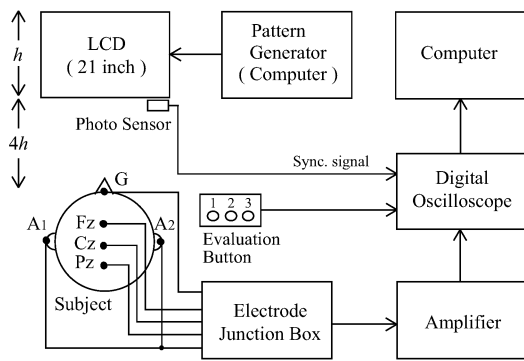 h
4h
LCD
( 21 inch )
Pattern
Generator
( Computer )
Computer
Photo Sensor
Sync. signal
Digital
Oscilloscope
1 2 3
Evaluation
Button
G
A1
A2
Fz
Cz
Pz
Subject
Electrode
Junction Box
Amplifier